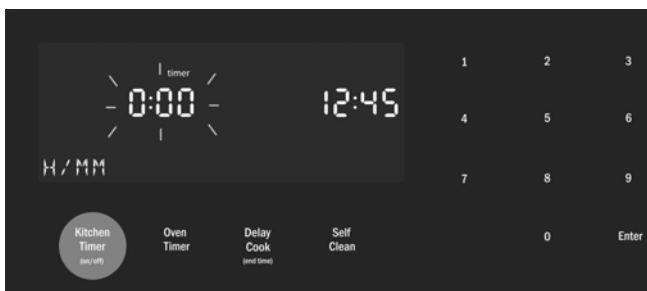 timer
0:00
12:45
H/MM
Kitchen
Timer
(on/off)
Oven
Timer
Delay
Cook
(end time)
Self
Clean
1 2 3
4 5 6
7 8 9
0 Enter